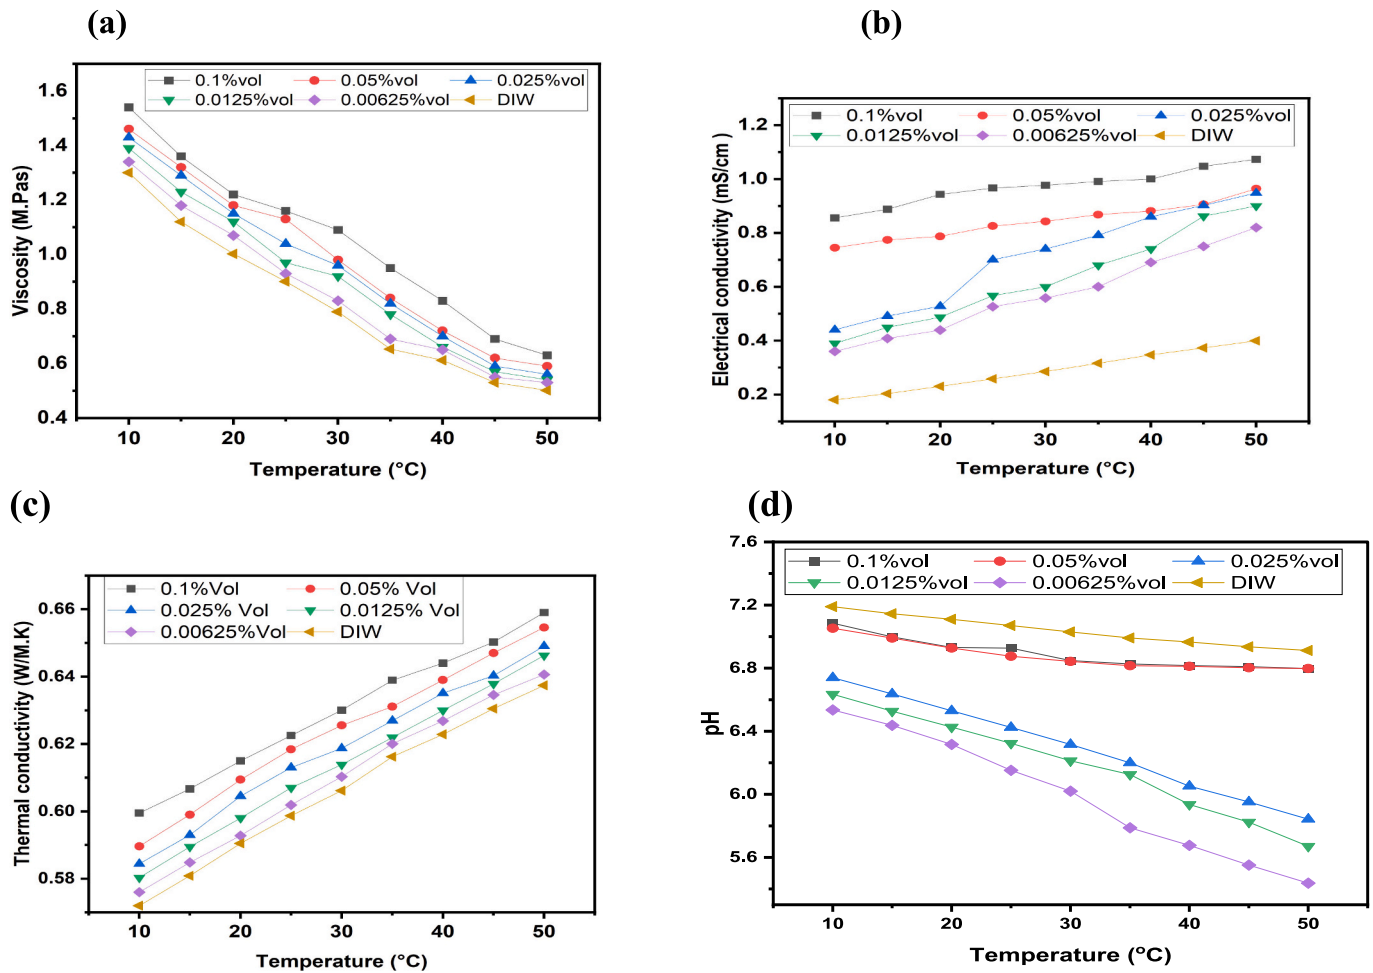 (a)
0.1%vol 0.05%vol 0.025%vol
0.0125%vol 0.00625%vol DIW
1.6
1.4
1.2
1.0
0.8
0.6
0.4
Viscosity (M.Pas)
10 20 30 40 50
Temperature (°C)
(b)
0.1%vol 0.05%vol 0.025%vol
0.0125%vol 0.00625%vol DIW
1.2
1.0
0.8
0.6
0.4
0.2
Electrical conductivity (mS/cm)
10 20 30 40 50
Temperature (°C)
(c)
0.1%Vol 0.05% Vol
0.025% Vol 0.0125% Vol
0.00625%Vol DIW
0.66
0.64
0.62
0.60
0.58
Thermal conductivity (W/M.K)
10 20 30 40 50
Temperature (°C)
(d)
0.1%vol 0.05%vol 0.025%vol
0.0125%vol 0.00625%vol DIW
7.6
7.2
6.8
6.4
6.0
5.6
pH
10 20 30 40 50
Temperature (°C)